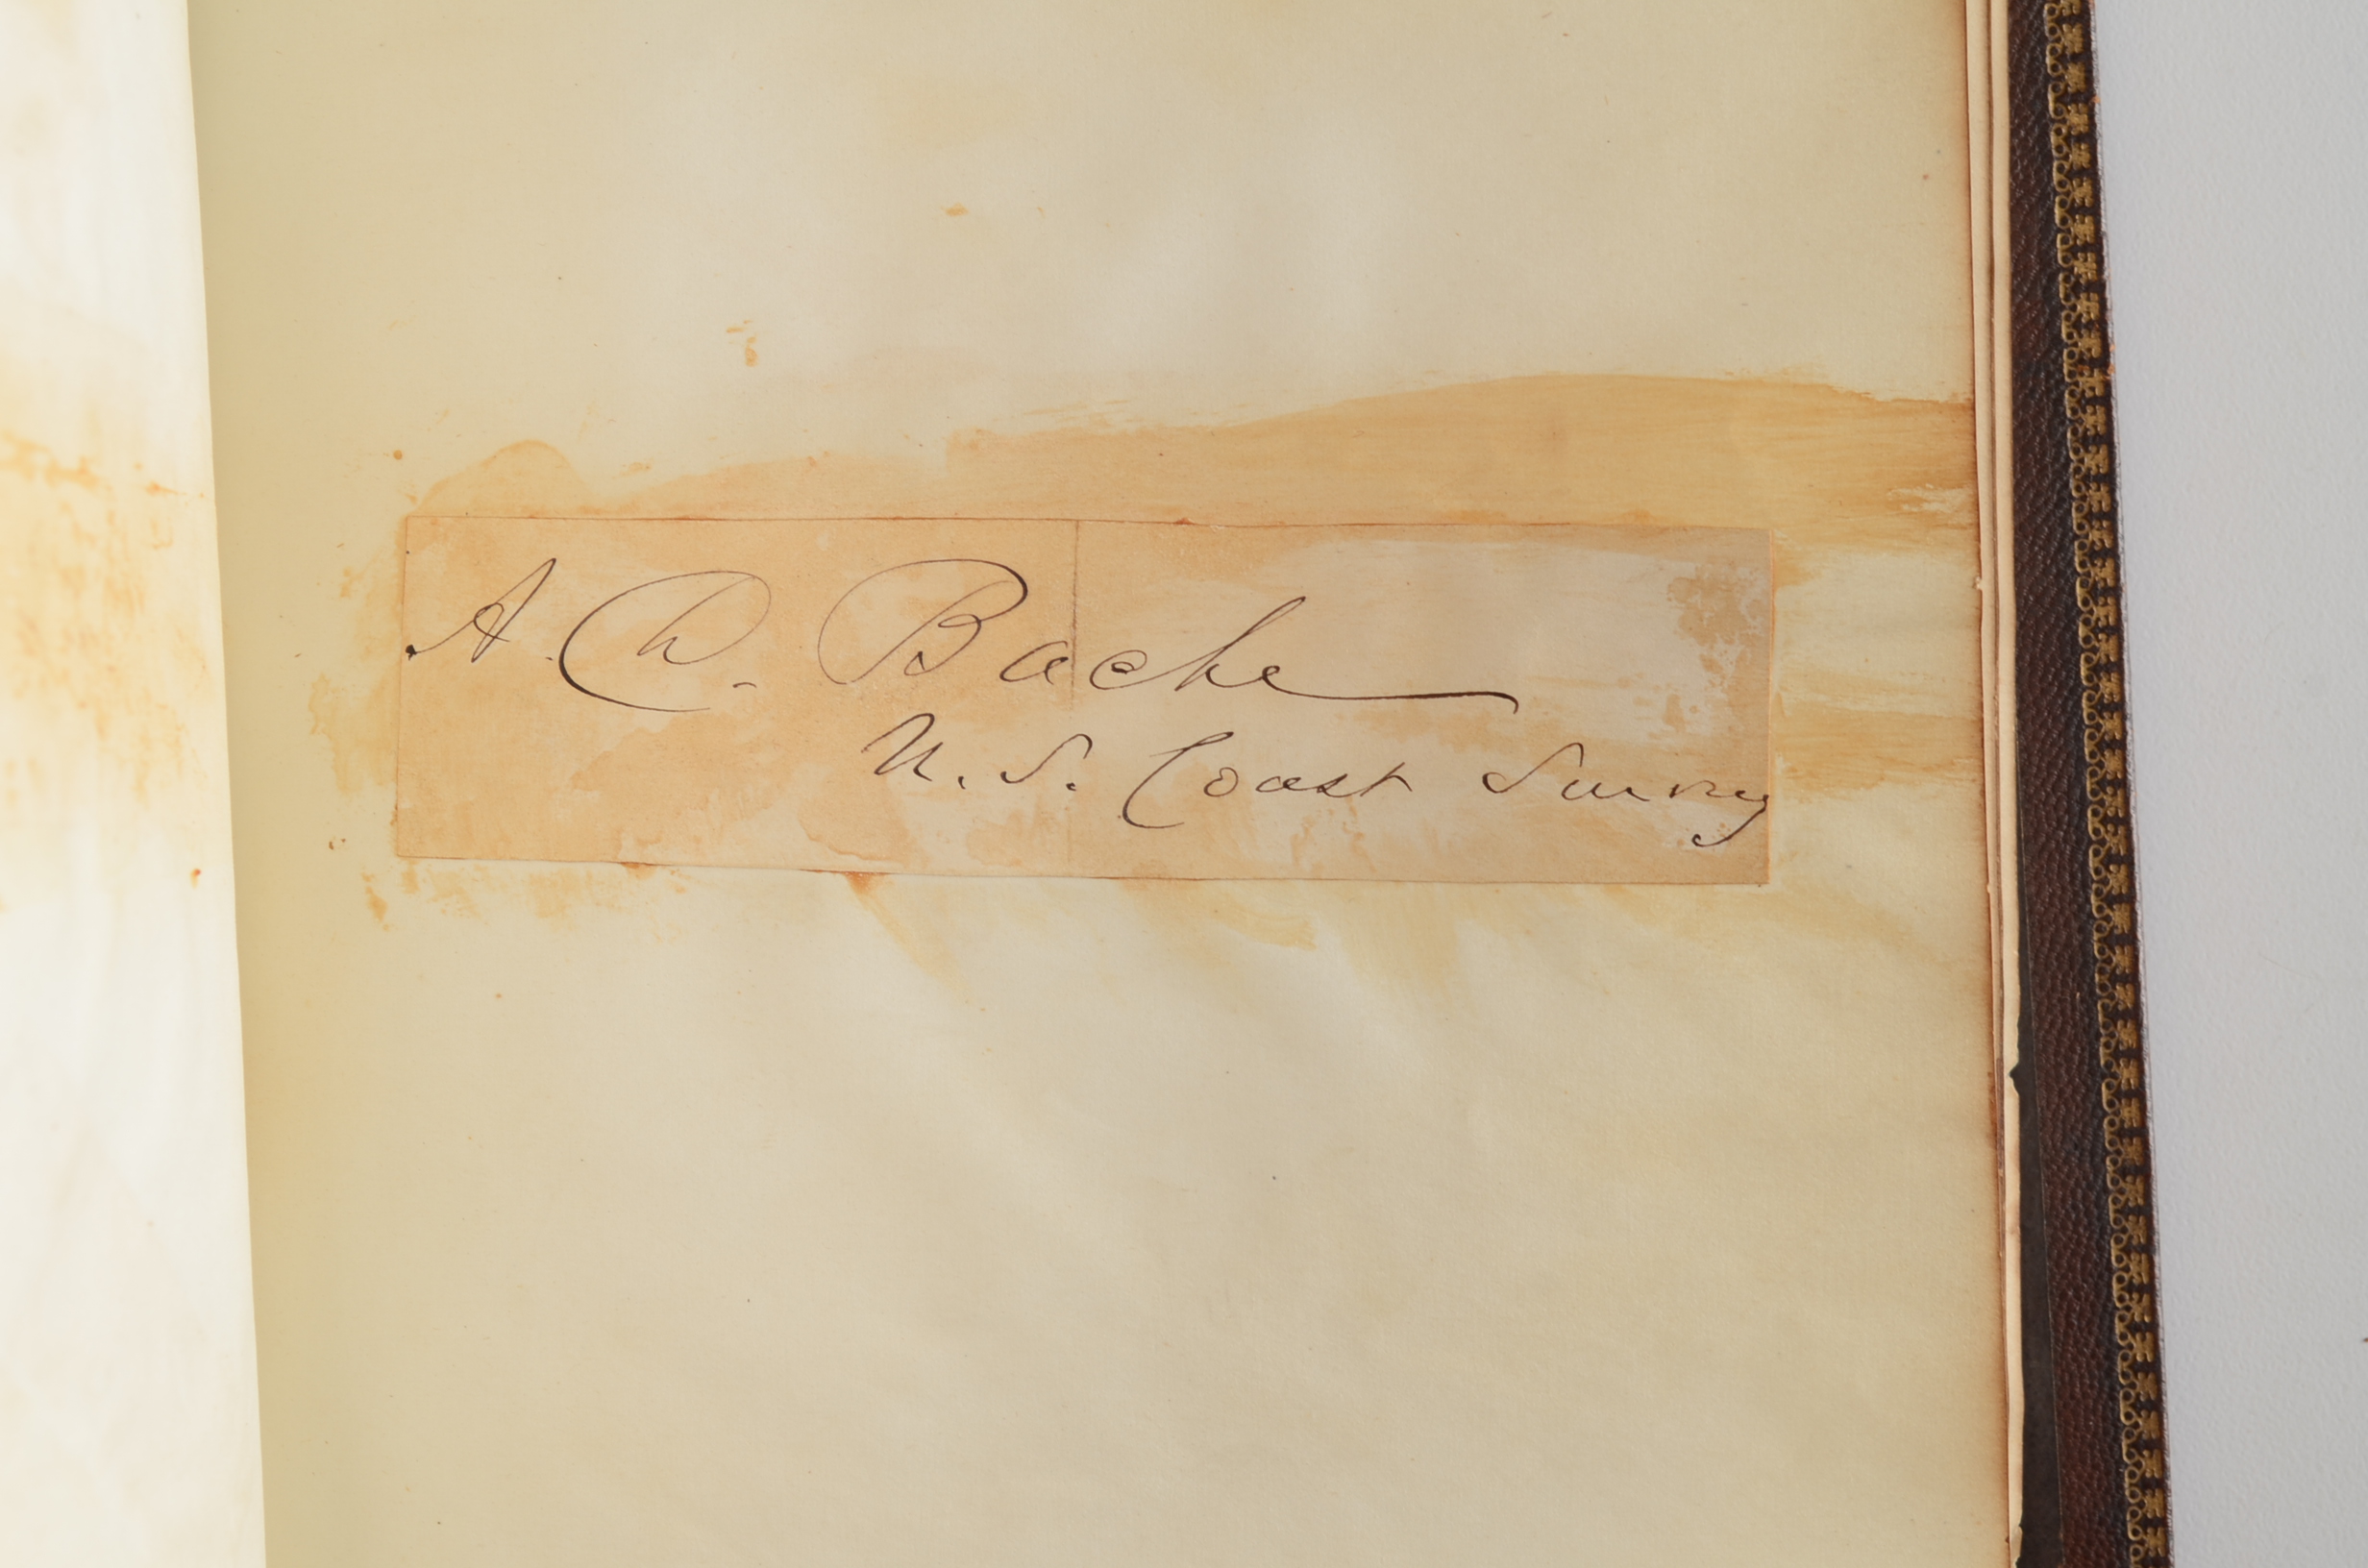 A. D. Bache
U. S. Coast Survey